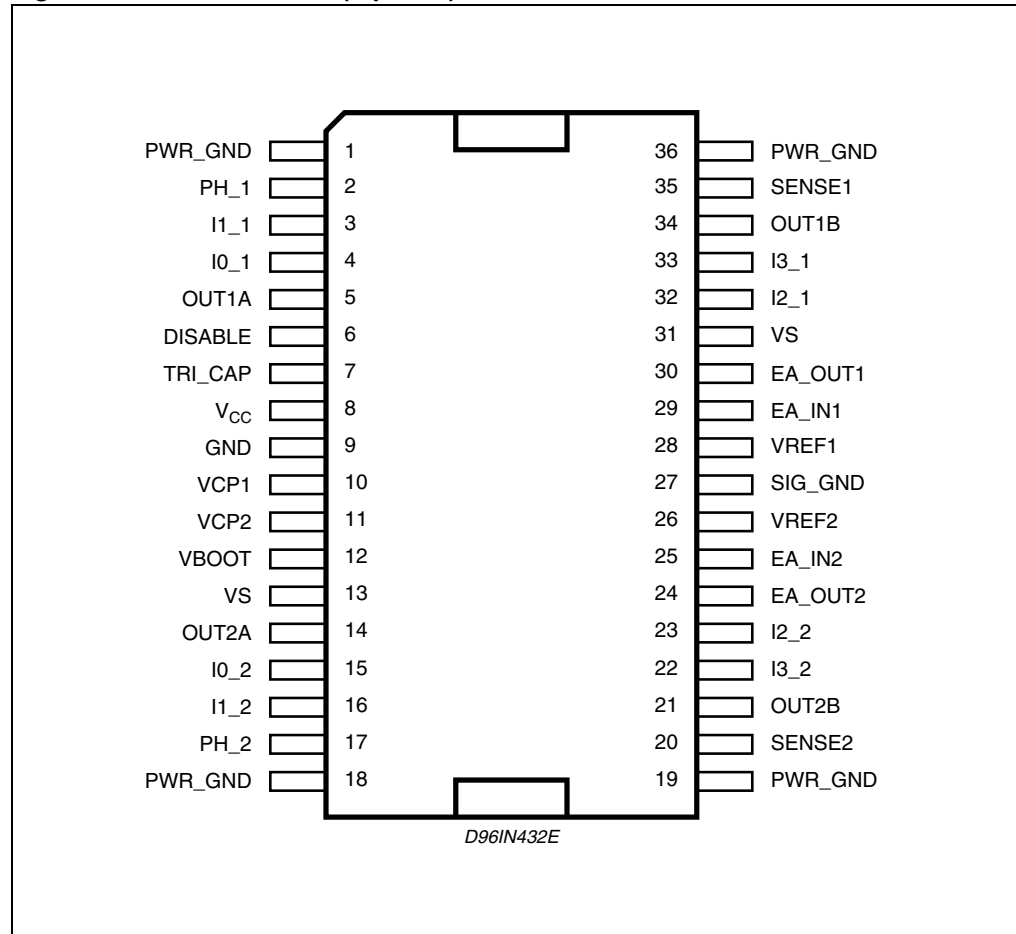 PWR_GND 1 36 PWR_GND
PH_1 2 35 SENSE1
I1_1 3 34 OUT1B
I0_1 4 33 I3_1
OUT1A 5 32 I2_1
DISABLE 6 31 VS
TRI_CAP 7 30 EA_OUT1
VCC 8 29 EA_IN1
GND 9 28 VREF1
VCP1 10 27 SIG_GND
VCP2 11 26 VREF2
VBOOT 12 25 EA_IN2
VS 13 24 EA_OUT2
OUT2A 14 23 I2_2
I0_2 15 22 I3_2
I1_2 16 21 OUT2B
PH_2 17 20 SENSE2
PWR_GND 18 19 PWR_GND
D96IN432E